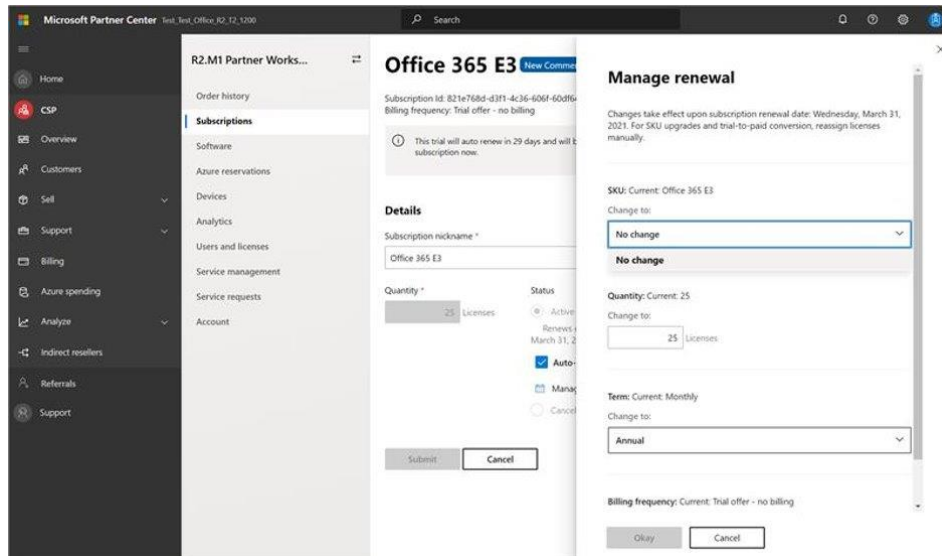 Microsoft Partner Center Test_Test_Office_R2_T2_1200
Search
Home
CSP
Overview
Customers
Sell
Support
Billing
Azure spending
Analyze
Indirect resellers
Referrals
Support
R2.M1 Partner Works...
Order history
Subscriptions
Software
Azure reservations
Devices
Analytics
Users and licenses
Service management
Service requests
Account
Office 365 E3 New Comme
Subscription Id: 821e768d-d3f1-4c36-606f-60df6
Billing frequency: Trial offer - no billing
This trial will auto renew in 29 days and will b
subscription now.
Details
Subscription nickname *
Office 365 E3
Quantity *
25 Licenses
Status
Active
Renews
March 31, 2
Auto-
Manag
Cancel
Submit
Cancel
Manage renewal
Changes take effect upon subscription renewal date: Wednesday, March 31,
2021. For SKU upgrades and trial-to-paid conversion, reassign licenses
manually.
SKU: Current: Office 365 E3
Change to:
No change
No change
Quantity: Current: 25
Change to:
25 Licenses
Term: Current: Monthly
Change to:
Annual
Billing frequency: Current: Trial offer - no billing
Okay
Cancel